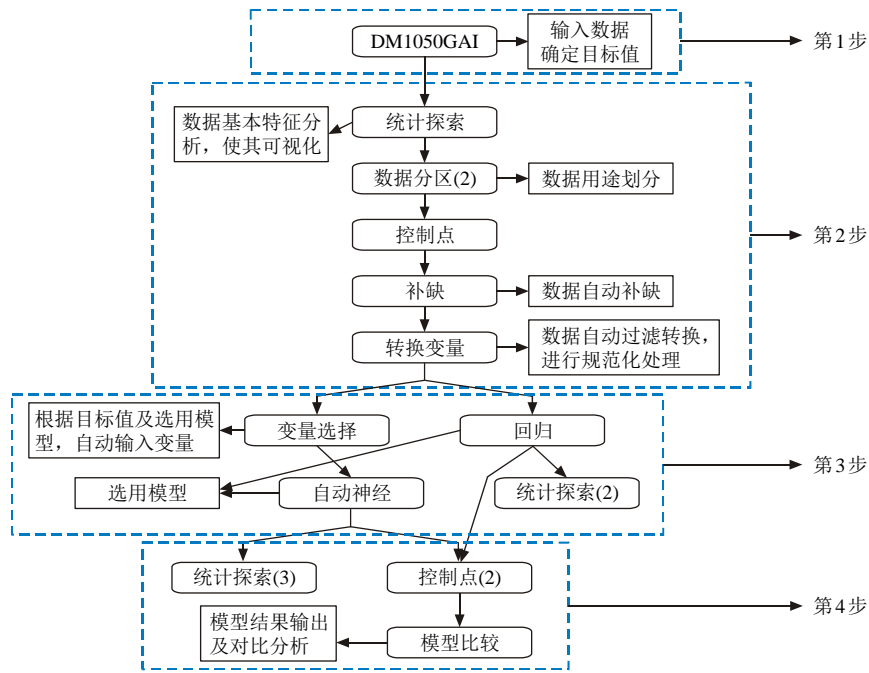 DM1050GAI
输入数据
确定目标值
第1步
数据基本特征分
析，使其可视化
统计探索
数据分区(2)
数据用途划分
控制点
第2步
补缺
数据自动补缺
转换变量
数据自动过滤转换，
进行规范化处理
根据目标值及选用模
型，自动输入变量
变量选择
回归
第3步
选用模型
自动神经
统计探索(2)
统计探索(3)
控制点(2)
第4步
模型结果输出
及对比分析
模型比较